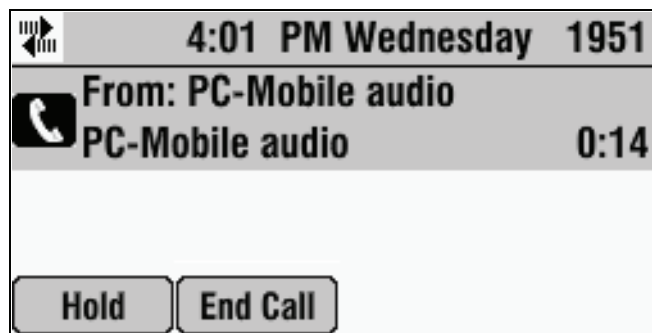 4:01 PM Wednesday 1951
From: PC-Mobile audio
PC-Mobile audio 0:14
Hold End Call